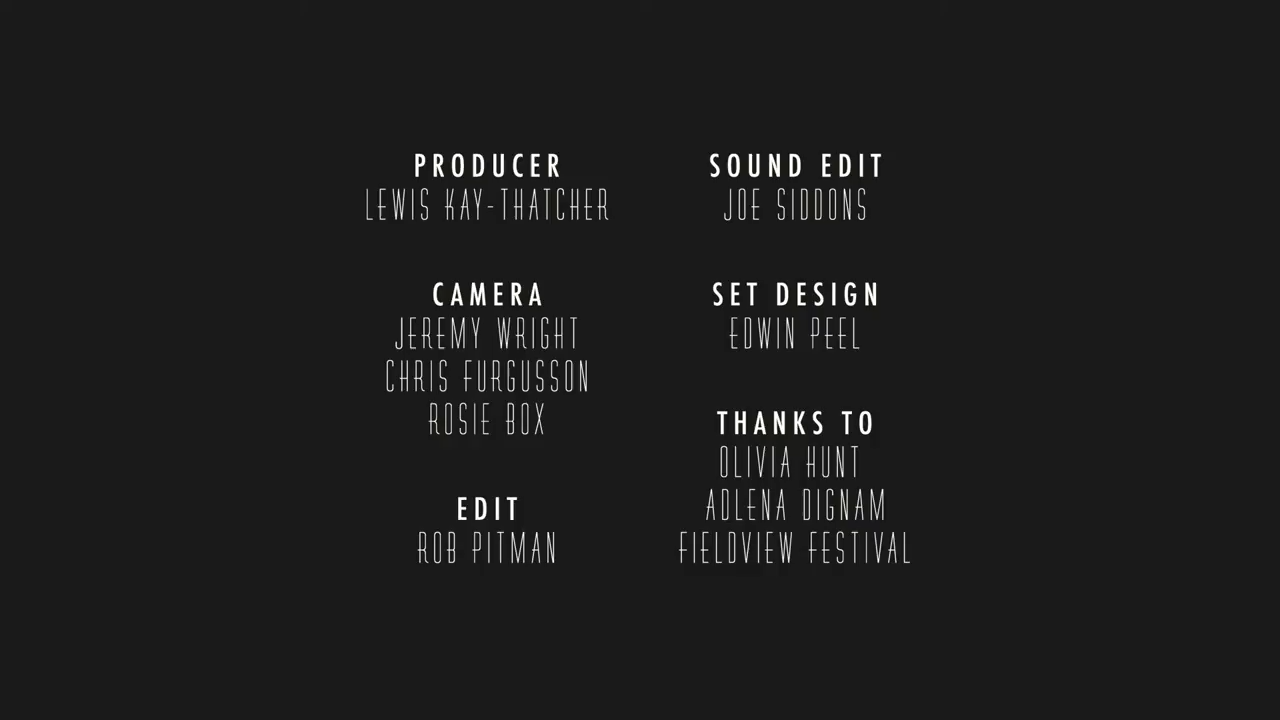 PRODUCER
LEWIS KAY-THATCHER
CAMERA
JEREMY WRIGHT
CHRIS FURGUSSON
ROSIE BOX
EDIT
ROB PITMAN
SOUND EDIT
JOE SIDDONS
SET DESIGN
EDWIN PEEL
THANKS TO
OLIVIA HUNT
ADLENA DIGNAM
FIELDVIEW FESTIVAL